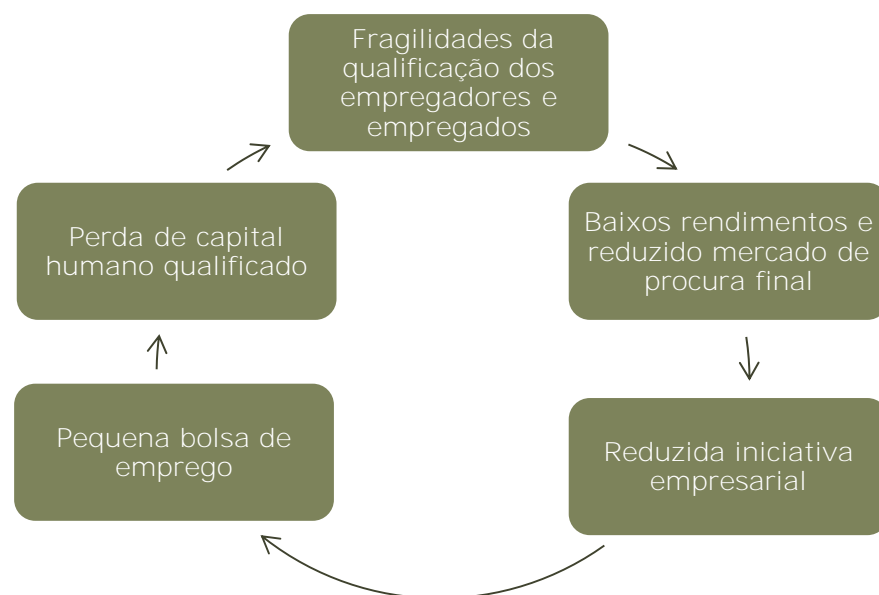 Fragilidades da
qualificação dos
empregadores e
empregados
Baixos rendimentos e
reduzido mercado de
procura final
Reduzida iniciativa
empresarial
Pequena bolsa de
emprego
Perda de capital
humano qualificado